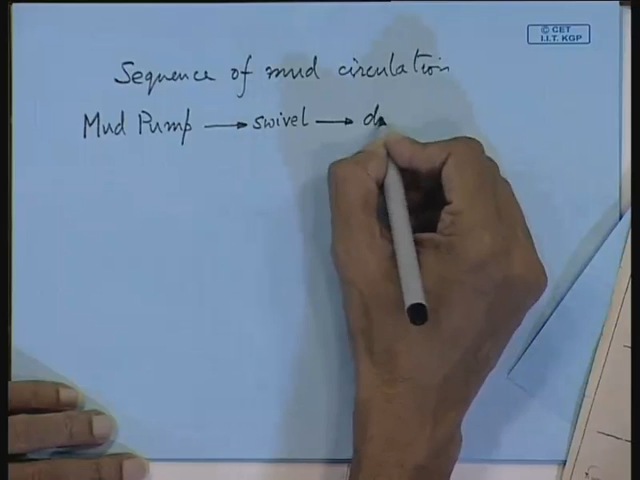 © CET
I.I.T. KGP
Sequence of mud circulation
Mud Pump → swivel → d